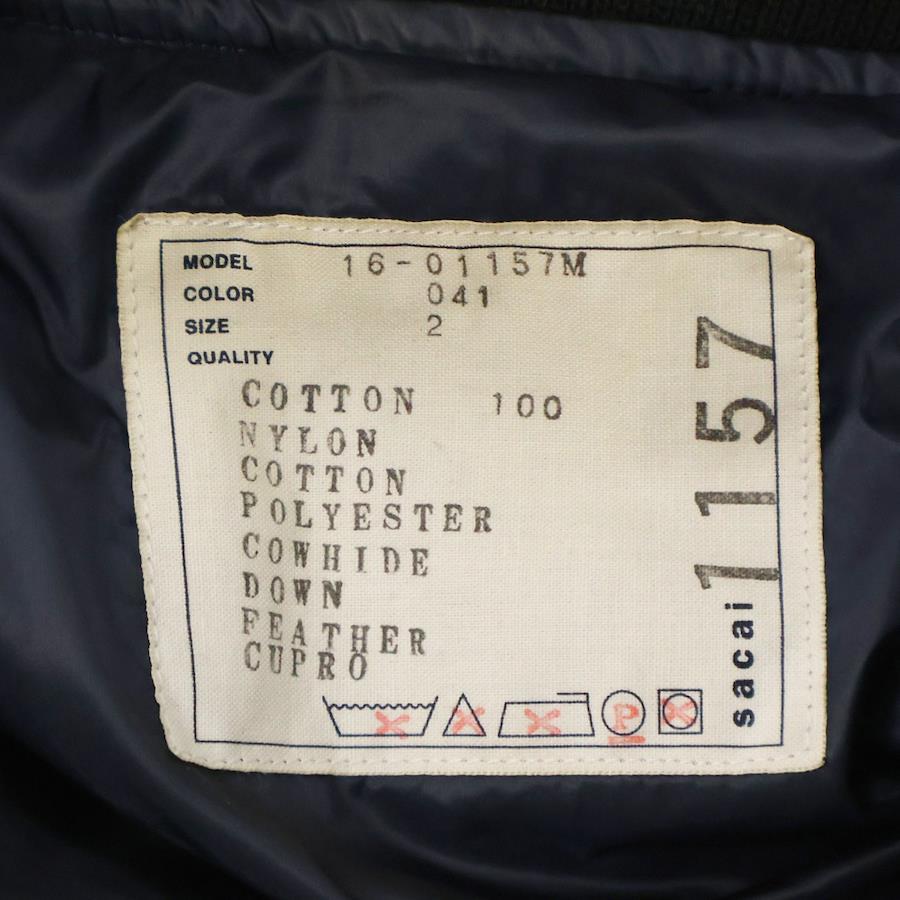 MODEL 16-01157M
COLOR 041
SIZE 2
QUALITY
COTTON 100
NYLON
COTTON
POLYESTER
COWHIDE
DOWN
FEATHER
CUPRO
P
sacai 1157